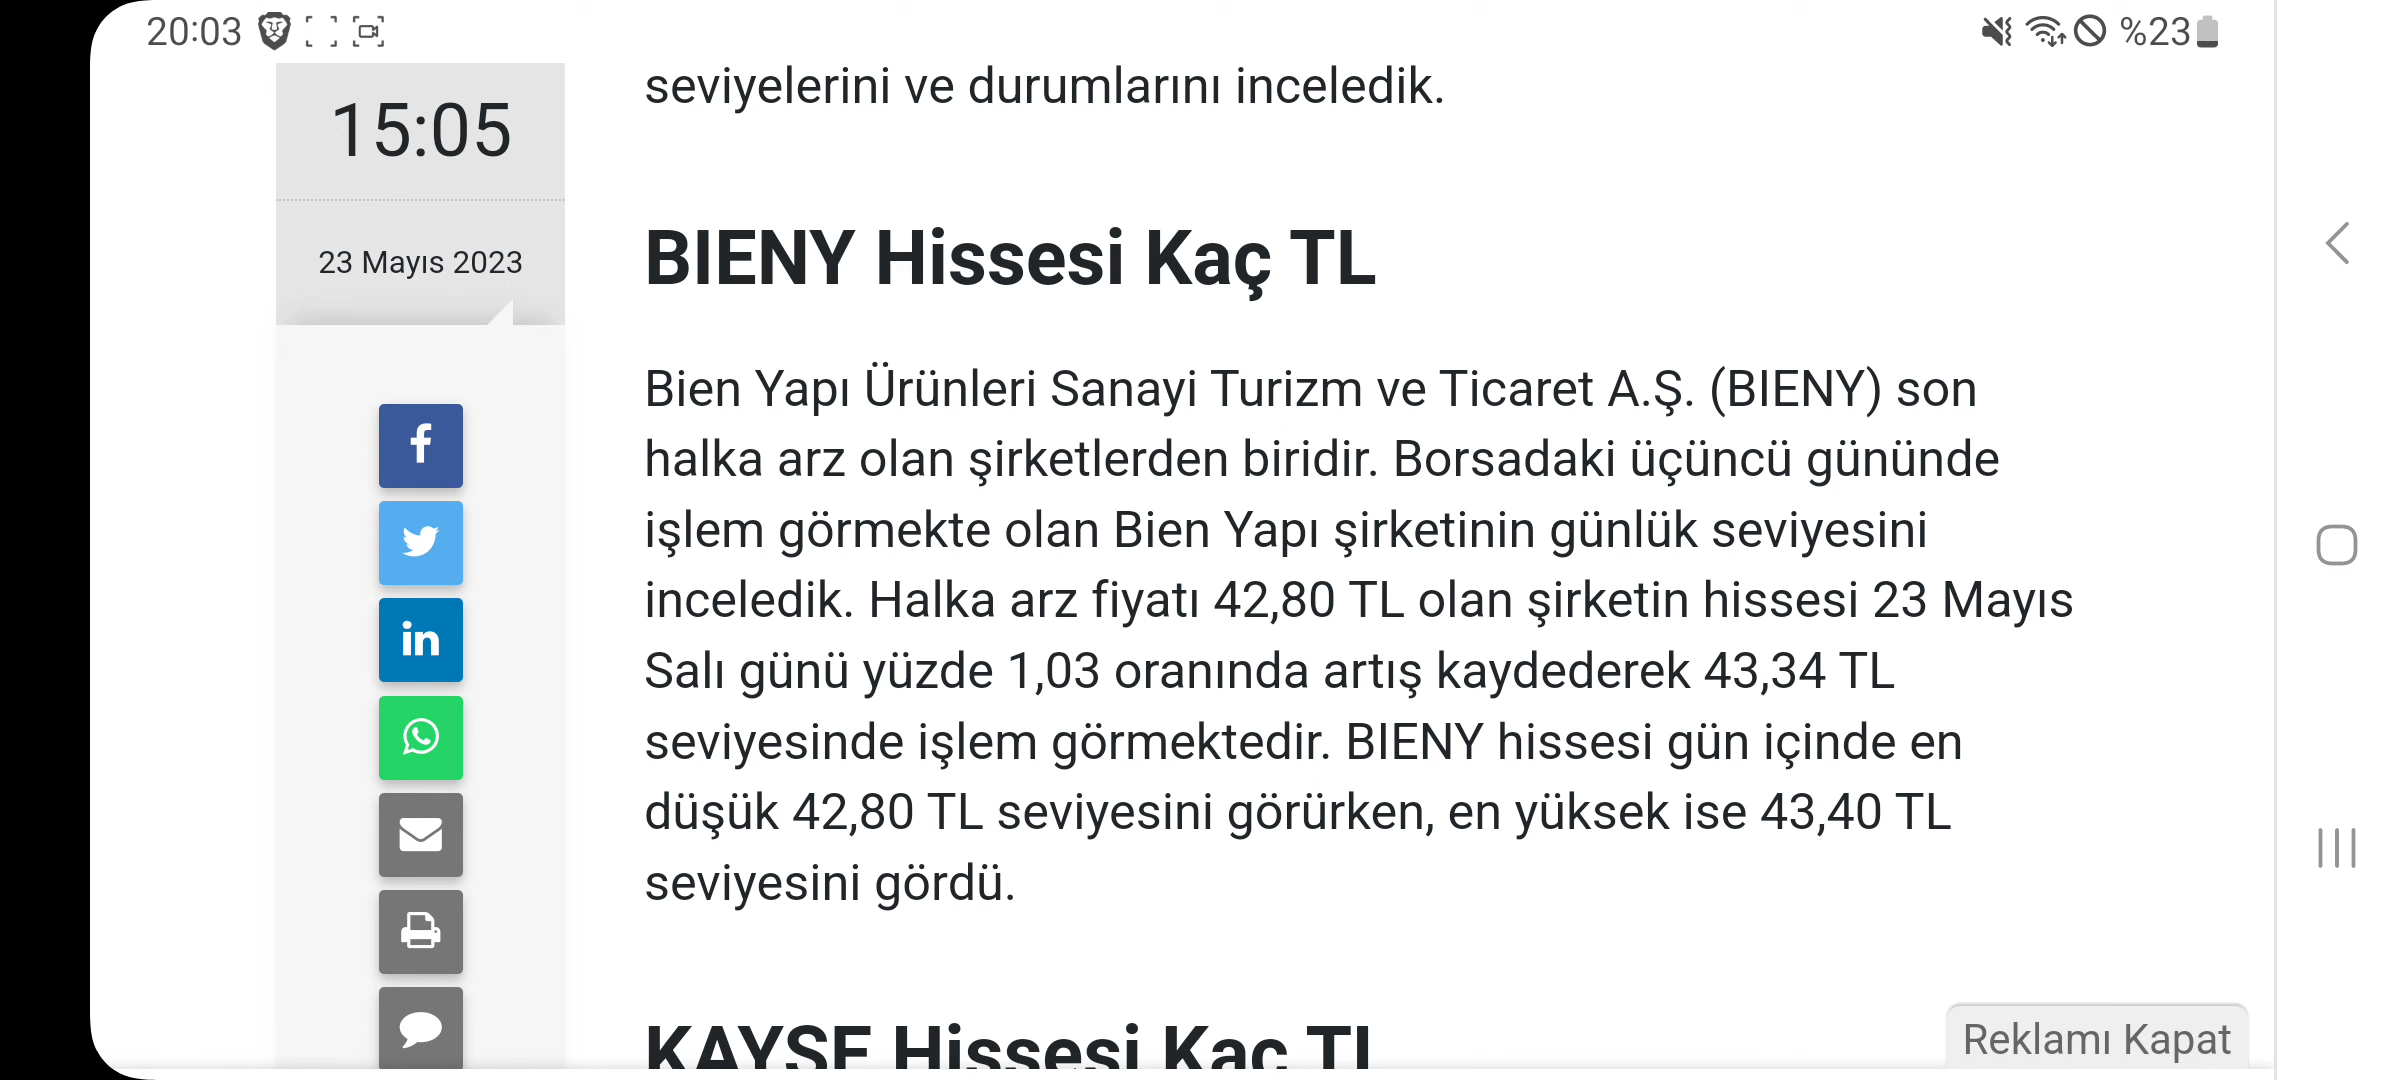 20:03
%23
15:05
23 Mayıs 2023
seviyelerini ve durumlarını inceledik.
BIENY Hissesi Kaç TL
Bien Yapı Ürünleri Sanayi Turizm ve Ticaret A.Ş. (BIENY) son
halka arz olan şirketlerden biridir. Borsadaki üçüncü gününde
işlem görmekte olan Bien Yapı şirketinin günlük seviyesini
inceledik. Halka arz fiyatı 42,80 TL olan şirketin hissesi 23 Mayıs
Salı günü yüzde 1,03 oranında artış kaydederek 43,34 TL
seviyesinde işlem görmektedir. BIENY hissesi gün içinde en
düşük 42,80 TL seviyesini görürken, en yüksek ise 43,40 TL
seviyesini gördü.
KAYSE Hissesi Kaç TL
Reklamı Kapat